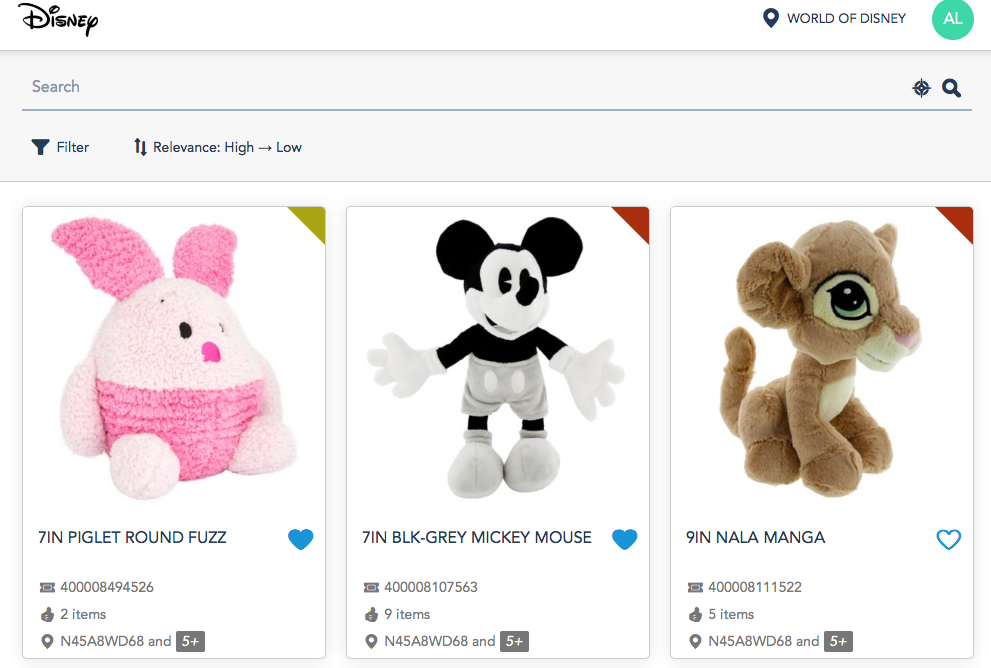 Disney
WORLD OF DISNEY
AL
Search
Filter
Relevance: High → Low
7IN PIGLET ROUND FUZZ
400008494526
2 items
N45A8WD68 and 5+
7IN BLK-GREY MICKEY MOUSE
400008107563
9 items
N45A8WD68 and 5+
9IN NALA MANGA
400008111522
5 items
N45A8WD68 and 5+